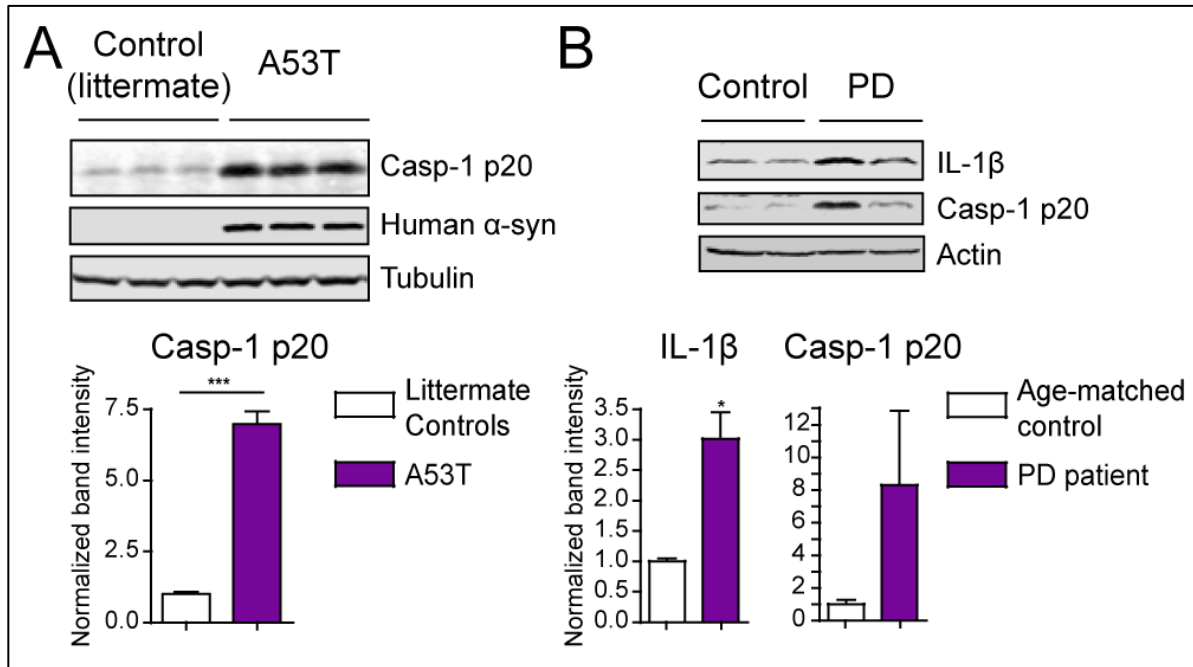 A
Control
(littermate)
A53T
Casp-1 p20
Human α-syn
Tubulin
Casp-1 p20
Normalized band intensity
7.5
5.0
2.5
0.0
***
Littermate
Controls
A53T
B
Control
PD
IL-1β
Casp-1 p20
Actin
IL-1β
Normalized band intensity
3.5
3.0
2.5
2.0
1.5
1.0
0.5
0.0
*
Casp-1 p20
12
10
8
6
4
2
0
Age-matched
control
PD patient